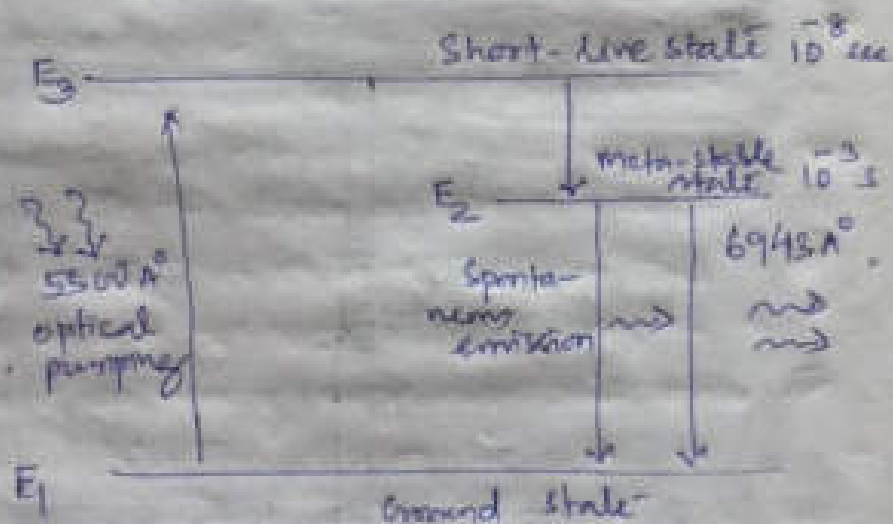 Short-live state 10⁻⁸ sec
E₃
meta-stable
state 10⁻³ s
E₂
6943 A°
5500 A°
optical
pumping
Sponta-
neous
emission
E₁
Ground state